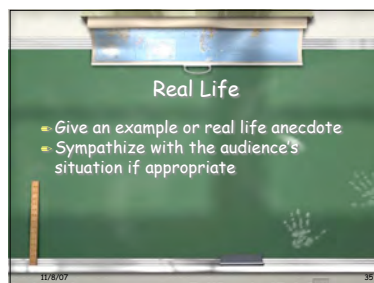 Real Life
Give an example or real life anecdote
Sympathize with the audience's
situation if appropriate
11/8/07
35